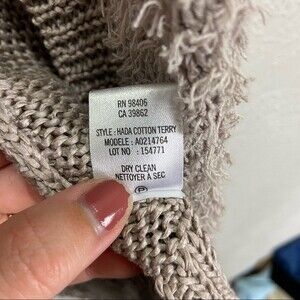 RN 98406
CA 39862
STYLE : HADA COTTON TERRY
MODELE : A0214764
LOT NO : 154771
DRY CLEAN
NETTOYER A SEC
P